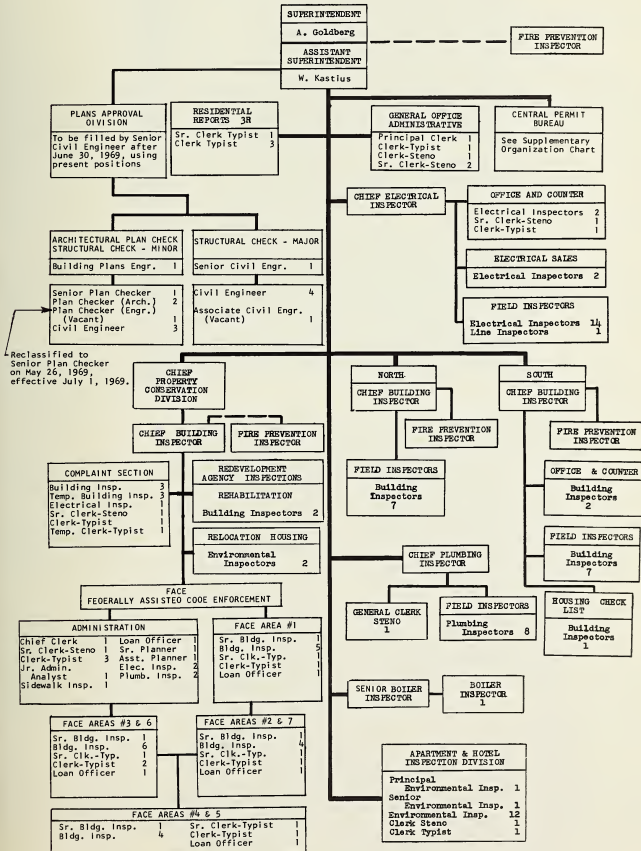 SUPERINTENDENT
A. Goldberg
ASSISTANT
SUPERINTENDENT
W. Kastius
FIRE PREVENTION
INSPECTOR
PLANS APPROVAL
DIVISION
To be filled by Senior
Civil Engineer after
June 30, 1969, using
present positions
RESIDENTIAL
REPORTS 3R
Sr. Clerk Typist 1
Clerk Typist 3
GENERAL OFFICE
ADMINISTRATIVE
Principal Clerk 1
Clerk-Typist 1
Clerk-Steno 1
Sr. Clerk-Steno 2
CENTRAL PERMIT
BUREAU
See Supplementary
Organization Chart
CHIEF ELECTRICAL
INSPECTOR
OFFICE AND COUNTER
Electrical Inspectors 2
Sr. Clerk-Steno 1
Clerk-Typist 1
ELECTRICAL SALES
Electrical Inspectors 2
FIELD INSPECTORS
Electrical Inspectors 14
Line Inspectors 1
ARCHITECTURAL PLAN CHECK
STRUCTURAL CHECK - MINOR
Building Plans Engr. 1
STRUCTURAL CHECK - MAJOR
Senior Civil Engr. 1
Senior Plan Checker 1
Plan Checker (Arch.) 2
Plan Checker (Engr.)
(Vacant) 1
Civil Engineer 3
Civil Engineer 4
Associate Civil Engr.
(Vacant) 1
Reclassified to
Senior Plan Checker
on May 26, 1969,
effective July 1, 1969.
CHIEF
PROPERTY
CONSERVATION
DIVISION
CHIEF BUILDING
INSPECTOR
FIRE PREVENTION
INSPECTOR
NORTH
CHIEF BUILDING
INSPECTOR
FIRE PREVENTION
INSPECTOR
FIELD INSPECTORS
Building
Inspectors
7
SOUTH
CHIEF BUILDING
INSPECTOR
FIRE PREVENTION
INSPECTOR
OFFICE & COUNTER
Building
Inspectors
2
FIELD INSPECTORS
Building
Inspectors
7
HOUSING CHECK
LIST
Building
Inspectors
1
COMPLAINT SECTION
Building Insp. 3
Temp. Building Insp. 3
Electrical Insp. 1
Sr. Clerk-Steno 1
Clerk-Typist 1
Temp. Clerk-Typist 1
REDEVELOPMENT
AGENCY INSPECTIONS
REHABILITATION
Building Inspectors 2
RELOCATION HOUSING
Environmental
Inspectors 2
CHIEF PLUMBING
INSPECTOR
GENERAL CLERK
STENO
1
FIELD INSPECTORS
Plumbing
Inspectors 8
SENIOR BOILER
INSPECTOR
BOILER
INSPECTOR
1
FACE
FEDERALLY ASSISTED CODE ENFORCEMENT
ADMINISTRATION
Chief Clerk 1 Loan Officer 1
Sr. Clerk-Steno 1 Sr. Planner 1
Clerk-Typist 3 Asst. Planner 1
Jr. Admin. Elec. Insp. 2
Analyst 1 Plumb. Insp. 2
Sidewalk Insp. 1
FACE AREA #1
Sr. Bldg. Insp. 1
Bldg. Insp. 5
Sr. Clk.-Typ. 1
Clerk-Typist 1
Loan Officer 1
FACE AREAS #3 & 6
Sr. Bldg. Insp. 1
Bldg. Insp. 6
Sr. Clk.-Typ. 1
Clerk-Typist 2
Loan Officer 1
FACE AREAS #2 & 7
Sr. Bldg. Insp. 1
Bldg. Insp. 4
Sr. Clk.-Typ. 1
Clerk-Typist 1
Loan Officer 1
FACE AREAS #4 & 5
Sr. Bldg. Insp. 1 Sr. Clerk-Typist 1
Bldg. Insp. 4 Clerk-Typist 1
Loan Officer 1
APARTMENT & HOTEL
INSPECTION DIVISION
Principal
Environmental Insp. 1
Senior
Environmental Insp. 1
Environmental Insp. 12
Clerk Steno 1
Clerk Typist 1